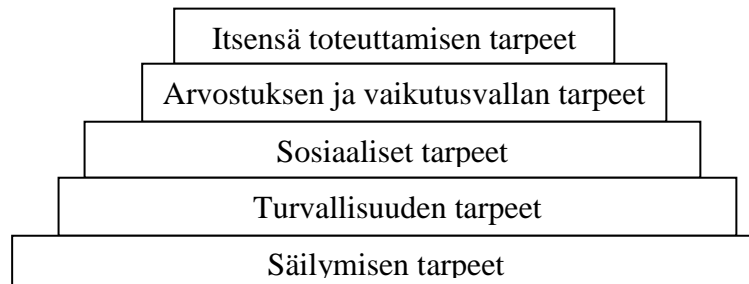 Itsensä toteuttamisen tarpeet
Arvostuksen ja vaikutusvallan tarpeet
Sosiaaliset tarpeet
Turvallisuuden tarpeet
Säilymisen tarpeet